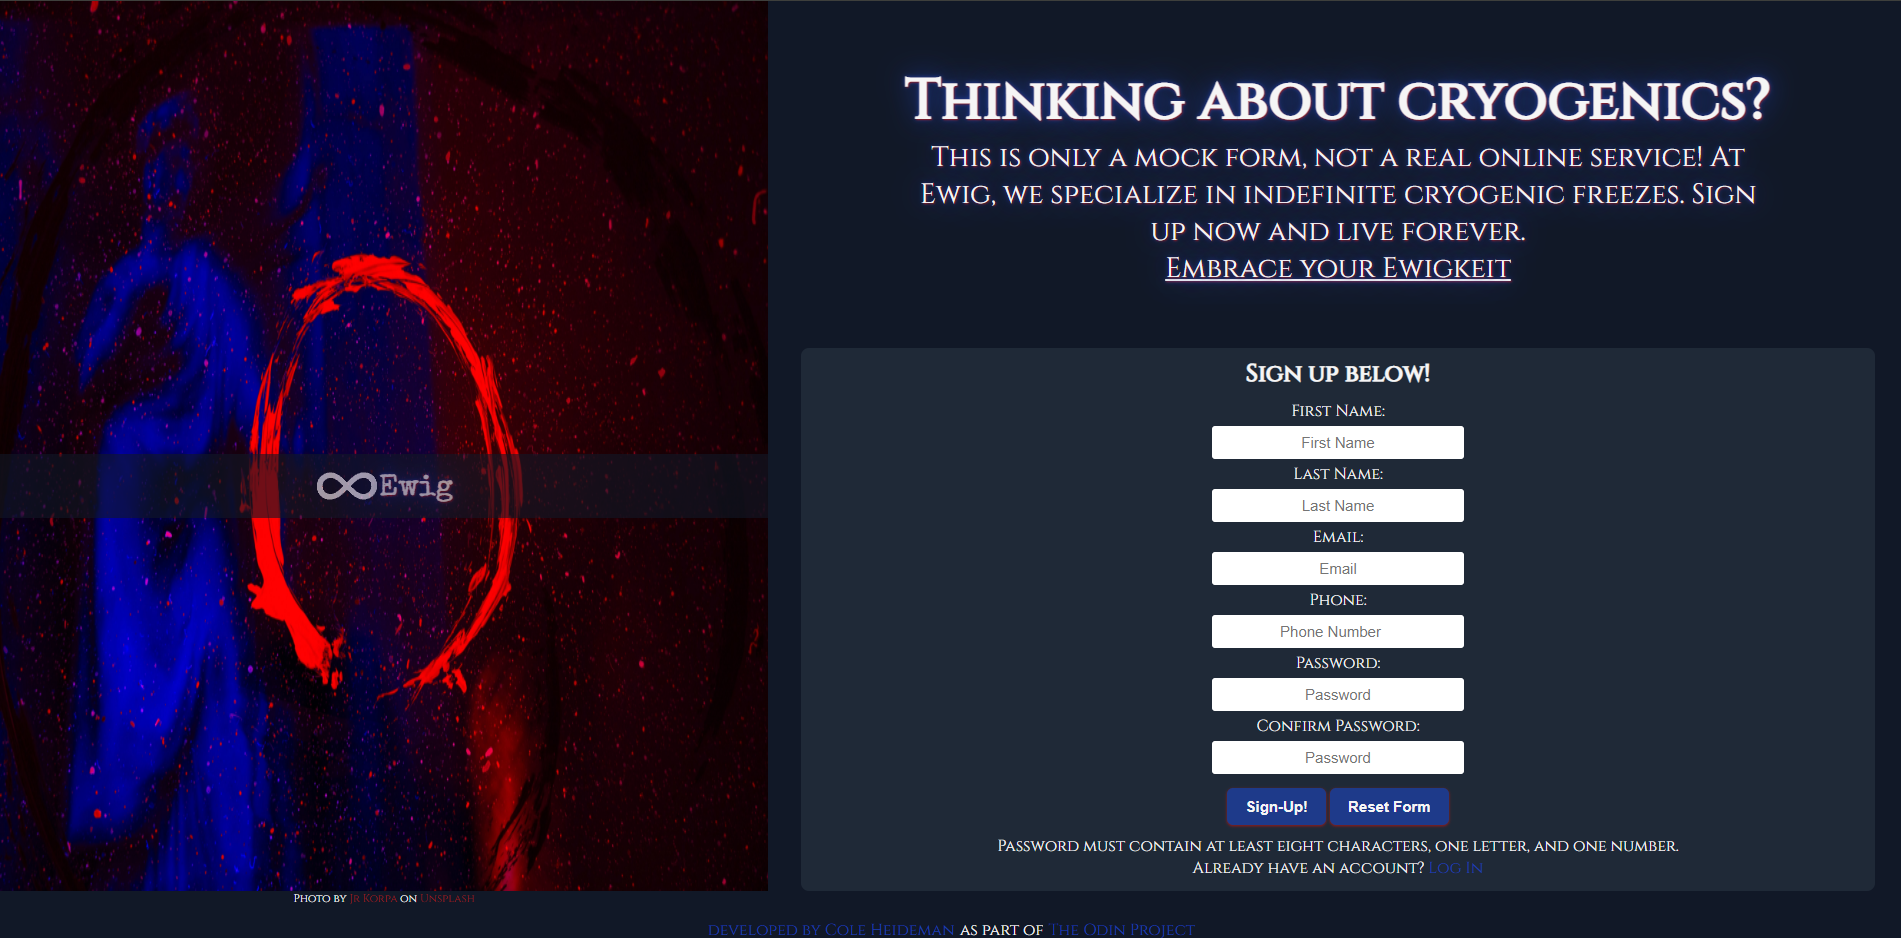 Thinking about cryogenics?
This is only a mock form, not a real online service! At
Ewig, we specialize in indefinite cryogenic freezes. Sign
up now and live forever.
Embrace your Ewigkeit
∞Ewig
Sign up below!
First Name:
First Name
Last Name:
Last Name
Email:
Email
Phone:
Phone Number
Password:
Password
Confirm Password:
Password
Sign-Up! Reset Form
Password must contain at least eight characters, one letter, and one number.
Already have an account? Log In
Photo by Jr Korpa on Unsplash
developed by Cole Heideman as part of The Odin Project